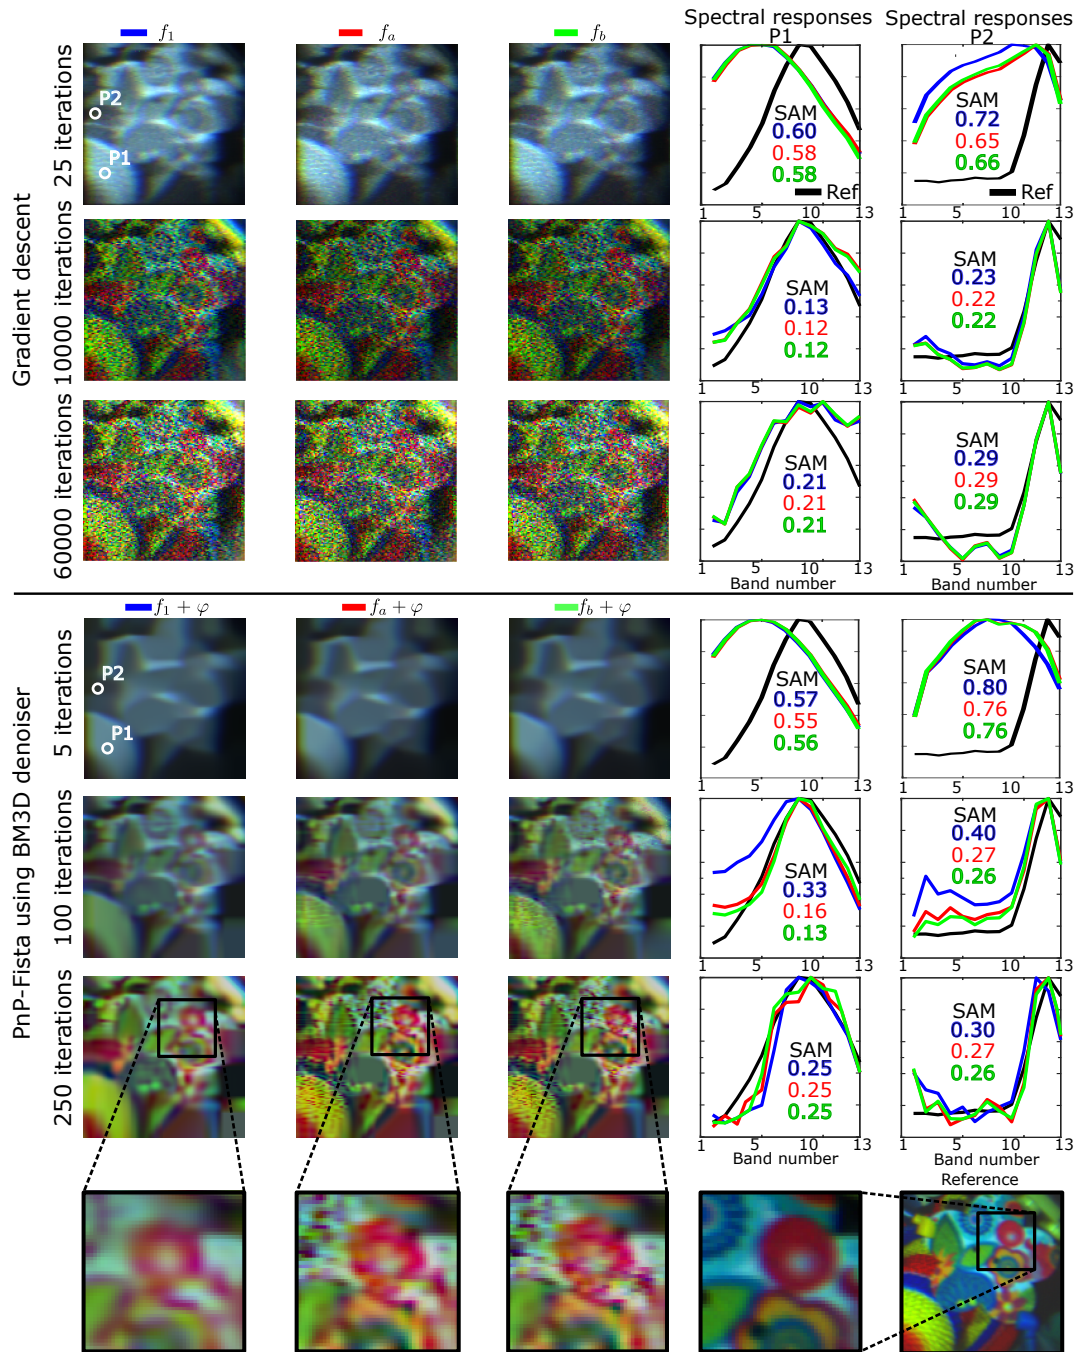 f_1
f_a
f_b
Spectral responses
P1
Spectral responses
P2
Gradient descent
25 iterations
P2
P1
SAM
0.60
0.58
0.58
Ref
1 5 10 13
SAM
0.72
0.65
0.66
Ref
1 5 10 13
10000 iterations
SAM
0.13
0.12
0.12
1 5 10 13
SAM
0.23
0.22
0.22
1 5 10 13
60000 iterations
SAM
0.21
0.21
0.21
1 5 10 13
Band number
SAM
0.29
0.29
0.29
1 5 10 13
Band number
f_1 + φ
f_a + φ
f_b + φ
PnP-Fista using BM3D denoiser
5 iterations
P2
P1
SAM
0.57
0.55
0.56
1 5 10 13
SAM
0.80
0.76
0.76
1 5 10 13
100 iterations
SAM
0.33
0.16
0.13
1 5 10 13
SAM
0.40
0.27
0.26
1 5 10 13
250 iterations
SAM
0.25
0.25
0.25
1 5 10 13
Band number
SAM
0.30
0.27
0.26
1 5 10 13
Band number
Reference